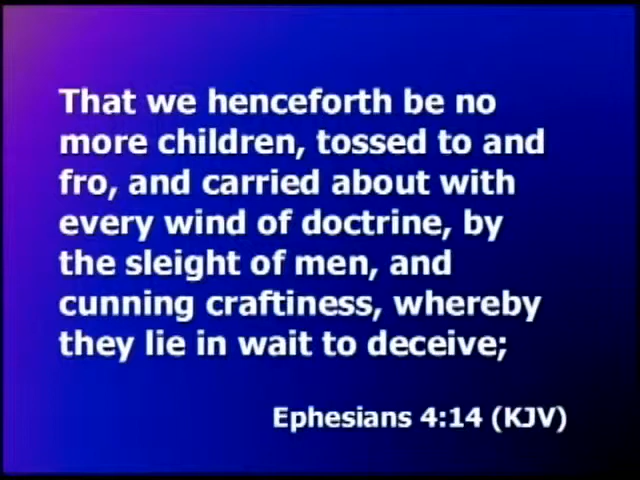 That we henceforth be no
more children, tossed to and
fro, and carried about with
every wind of doctrine, by
the sleight of men, and
cunning craftiness, whereby
they lie in wait to deceive;
Ephesians 4:14 (KJV)